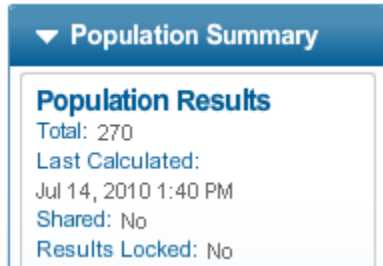 Population Summary
Population Results
Total: 270
Last Calculated:
Jul 14, 2010 1:40 PM
Shared: No
Results Locked: No